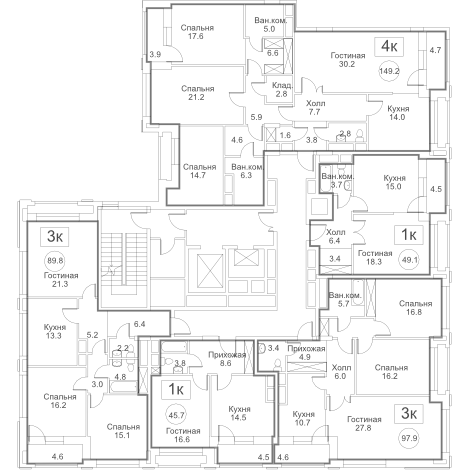 Спальня
17.6
3.9
Ван.ком.
5.0
6.6
Гостиная
30.2
4к
149.2
4.7
Спальня
21.2
Клад.
2.8
5.9
Холл
7.7
Кухня
14.0
1.6
3.8
2.8
4.6
Спальня
14.7
Ван.ком.
6.3
Ван.ком.
3.7
Кухня
15.0
4.5
Холл
6.4
1к
49.1
Гостиная
18.3
3.4
3к
89.8
Гостиная
21.3
Ван.ком.
5.7
Спальня
16.8
Кухня
13.3
5.2
6.4
2.2
3.0
4.8
Спальня
16.2
Спальня
15.1
4.6
3.8
Прихожая
8.6
1к
45.7
Гостиная
16.6
Кухня
14.5
4.5
3.4
Прихожая
4.9
Холл
6.0
Спальня
16.2
Кухня
10.7
Гостиная
27.8
3к
97.9
4.6